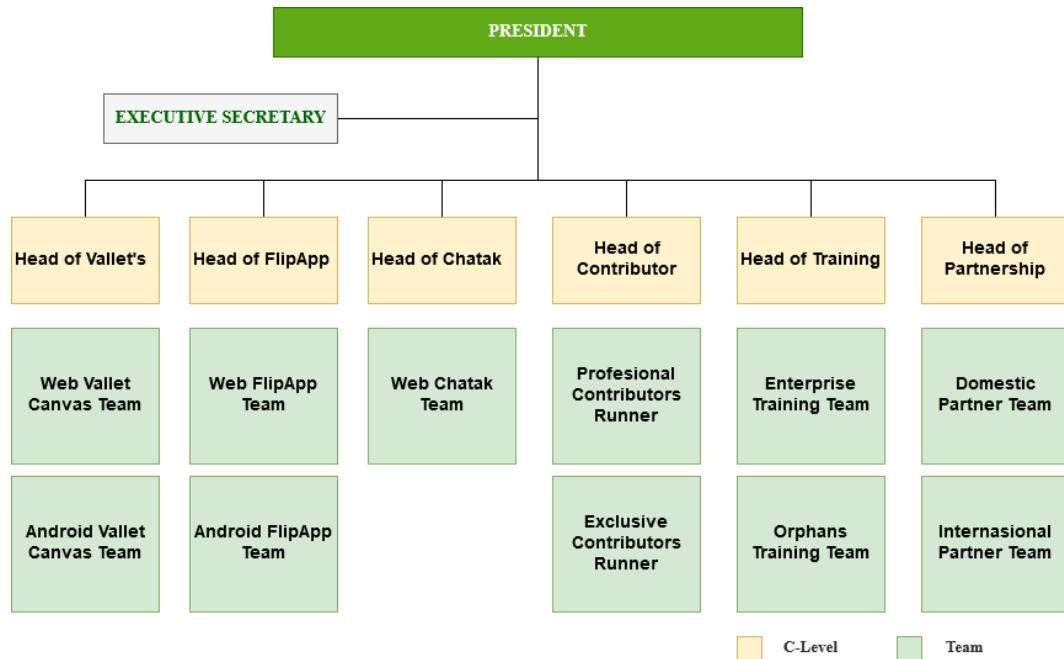 PRESIDENT
EXECUTIVE SECRETARY
Head of Vallet's
Head of FlipApp
Head of Chatak
Head of
Contributor
Head of Training
Head of
Partnership
Web Vallet
Canvas Team
Web FlipApp
Team
Web Chatak
Team
Profesional
Contributors
Runner
Enterprise
Training Team
Domestic
Partner Team
Android Vallet
Canvas Team
Android FlipApp
Team
Exclusive
Contributors
Runner
Orphans
Training Team
Internasional
Partner Team
C-Level
Team